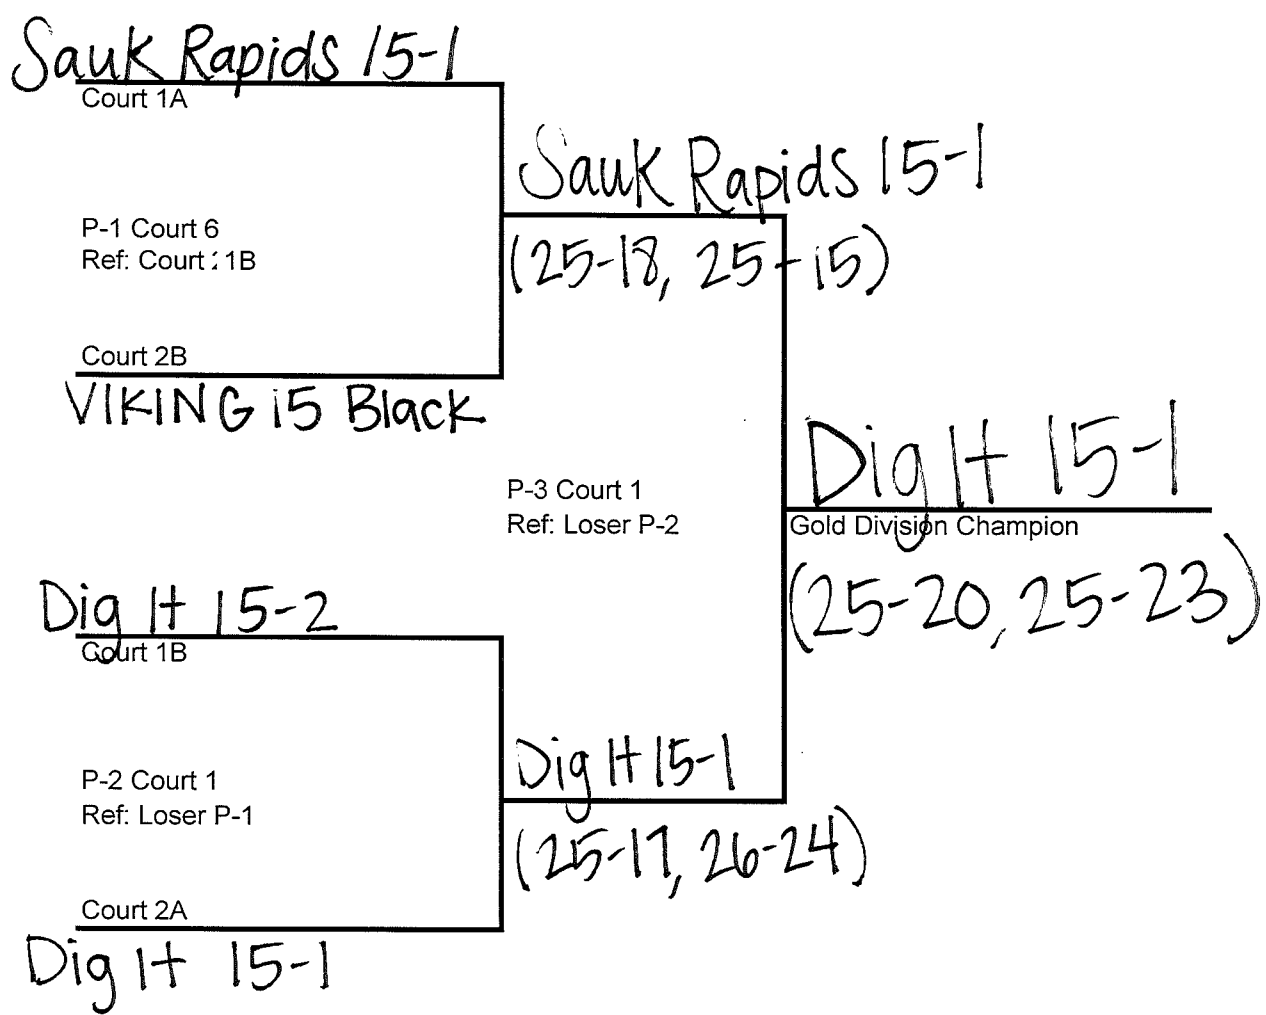 Sauk Rapids 15-1
Court 1A
Sauk Rapids 15-1
P-1 Court 6
Ref: Court : 1B
(25-18, 25-15)
Court 2B
VIKING 15 Black
Dig It 15-1
P-3 Court 1
Ref: Loser P-2
Gold Division Champion
(25-20, 25-23)
Dig It 15-2
Court 1B
Dig It 15-1
P-2 Court 1
Ref: Loser P-1
(25-17, 26-24)
Court 2A
Dig It 15-1